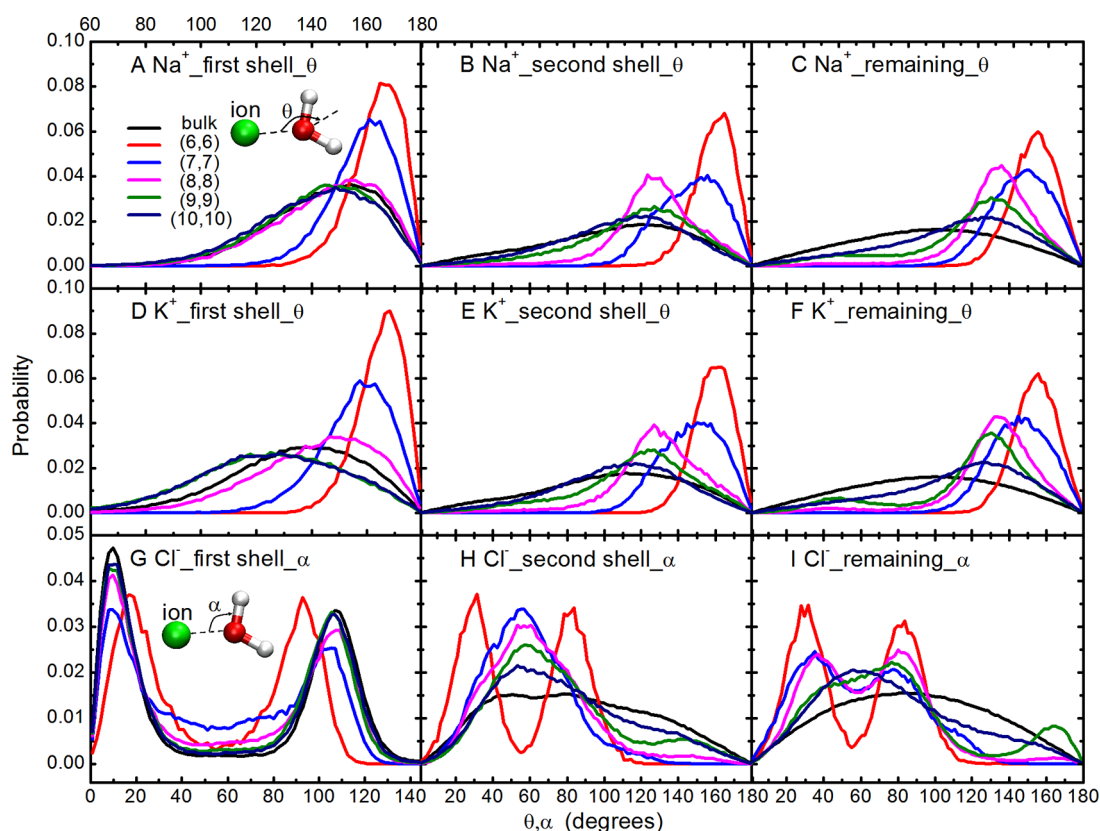 60 80 100 120 140 160 180
0.10
A Na⁺_first shell_θ
B Na⁺_second shell_θ
C Na⁺_remaining_θ
0.08
ion θ
bulk
(6,6)
(7,7)
(8,8)
(9,9)
(10,10)
0.06
0.04
0.02
0.00
0.10
D K⁺_first shell_θ
E K⁺_second shell_θ
F K⁺_remaining_θ
0.08
0.06
0.04
0.02
0.00
Probability
0.05
G Cl⁻_first shell_α
H Cl⁻_second shell_α
I Cl⁻_remaining_α
0.04
ion α
0.03
0.02
0.01
0.00
0 20 40 60 80 100 120 140 20 40 60 80 100 120 140 160 180 20 40 60 80 100 120 140 160 180
θ,α (degrees)